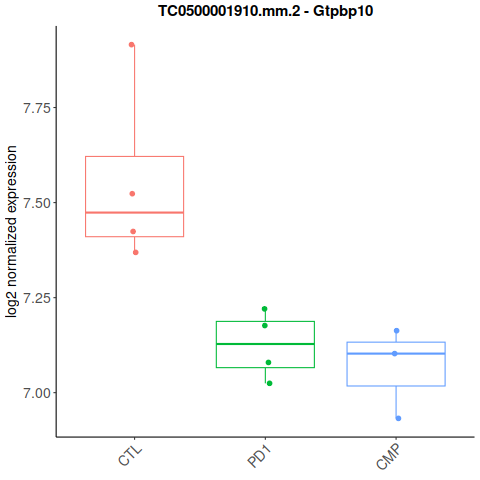 TC0500001910.mm.2 - Gtpbp10
log2 normalized expression
7.75
7.50
7.25
7.00
CTL
PD1
CMP